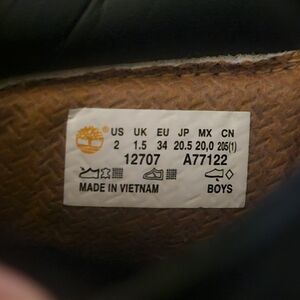 US UK EU JP MX CN
2 1.5 34 20.5 20,0 205(1)
12707 A77122
MADE IN VIETNAM BOYS